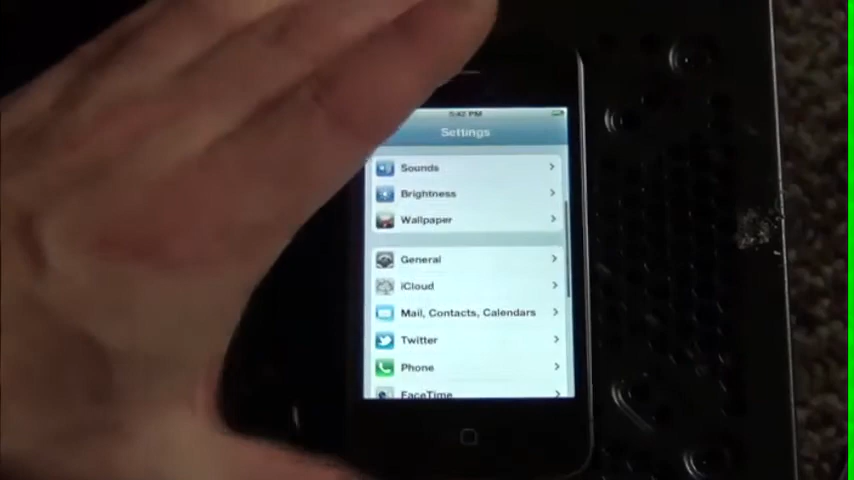 5:42 PM
Settings
Sounds
Brightness
Wallpaper
General
iCloud
Mail, Contacts, Calendars
Twitter
Phone
FaceTime